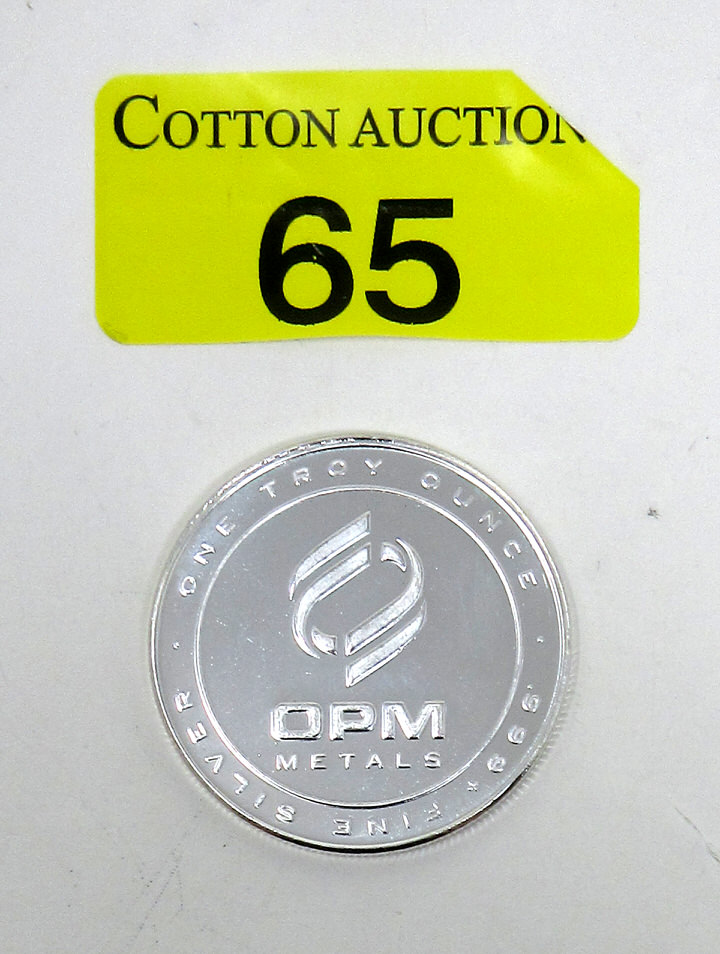 COTTON AUCTION
65
ONE TROY OUNCE
OPM
METALS
.999 FINE SILVER